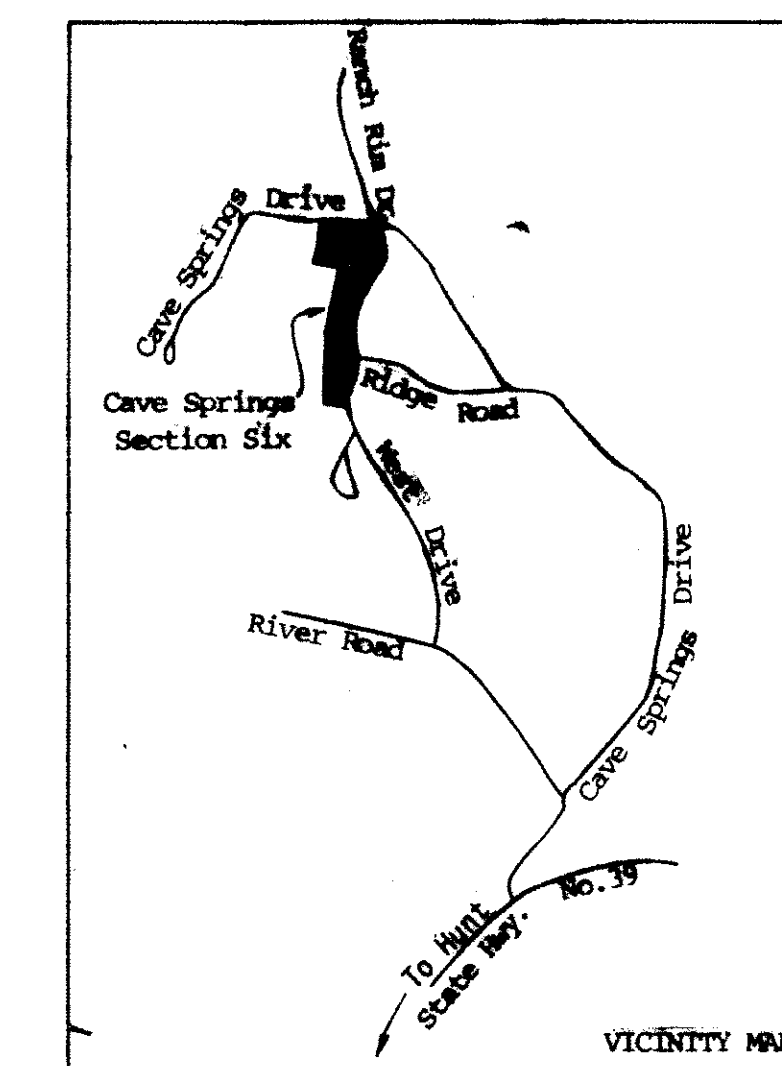 Ranch Rim Dr.
Cave Springs Drive
Cave Springs
Section Six
Ridge Road
West Drive
River Road
Cave Springs Drive
To Hunt
State Hwy. No.39
VICINITY MAP